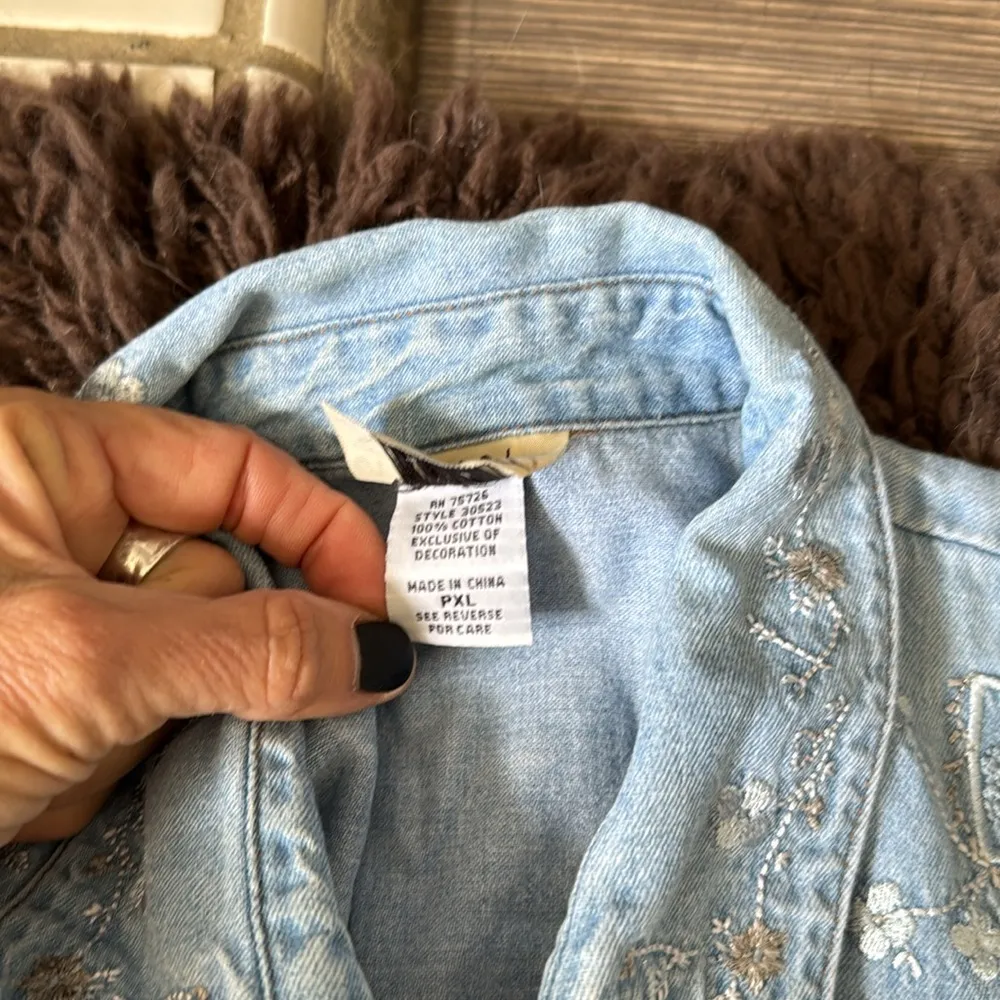 RN 75726
STYLE 30523
100% COTTON
EXCLUSIVE OF
DECORATION
MADE IN CHINA
PXL
SEE REVERSE
FOR CARE